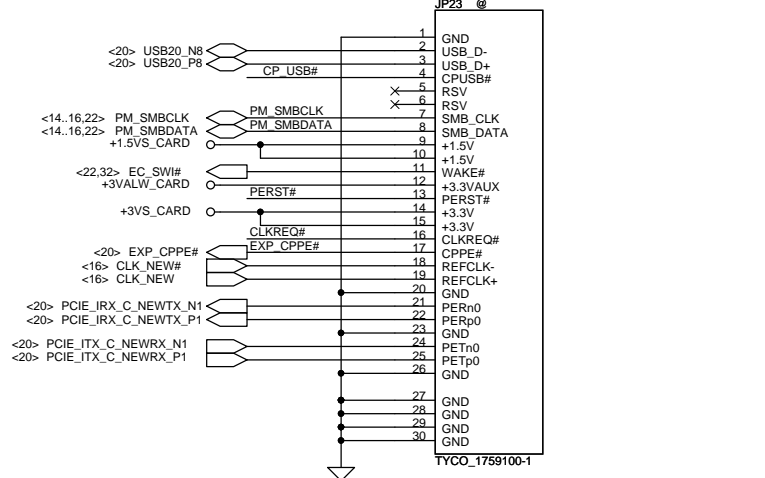 JP23 @
1 GND
<20> USB20_N8 2 USB_D-
<20> USB20_P8 3 USB_D+
CP_USB# 4 CPUSB#
5 RSV
6 RSV
<14..16,22> PM_SMBCLK PM_SMBCLK 7 SMB_CLK
<14..16,22> PM_SMBDATA PM_SMBDATA 8 SMB_DATA
+1.5VS_CARD 9 +1.5V
10 +1.5V
<22,32> EC_SWI# 11 WAKE#
+3VALW_CARD 12 +3.3VAUX
PERST# 13 PERST#
+3VS_CARD 14 +3.3V
15 +3.3V
CLKREQ# 16 CLKREQ#
<20> EXP_CPPE# EXP_CPPE# 17 CPPE#
<16> CLK_NEW# 18 REFCLK-
<16> CLK_NEW 19 REFCLK+
20 GND
<20> PCIE_IRX_C_NEWTX_N1 21 PERn0
<20> PCIE_IRX_C_NEWTX_P1 22 PERp0
23 GND
<20> PCIE_ITX_C_NEWRX_N1 24 PETn0
<20> PCIE_ITX_C_NEWRX_P1 25 PETp0
26 GND
27 GND
28 GND
29 GND
30 GND
TYCO_1759100-1